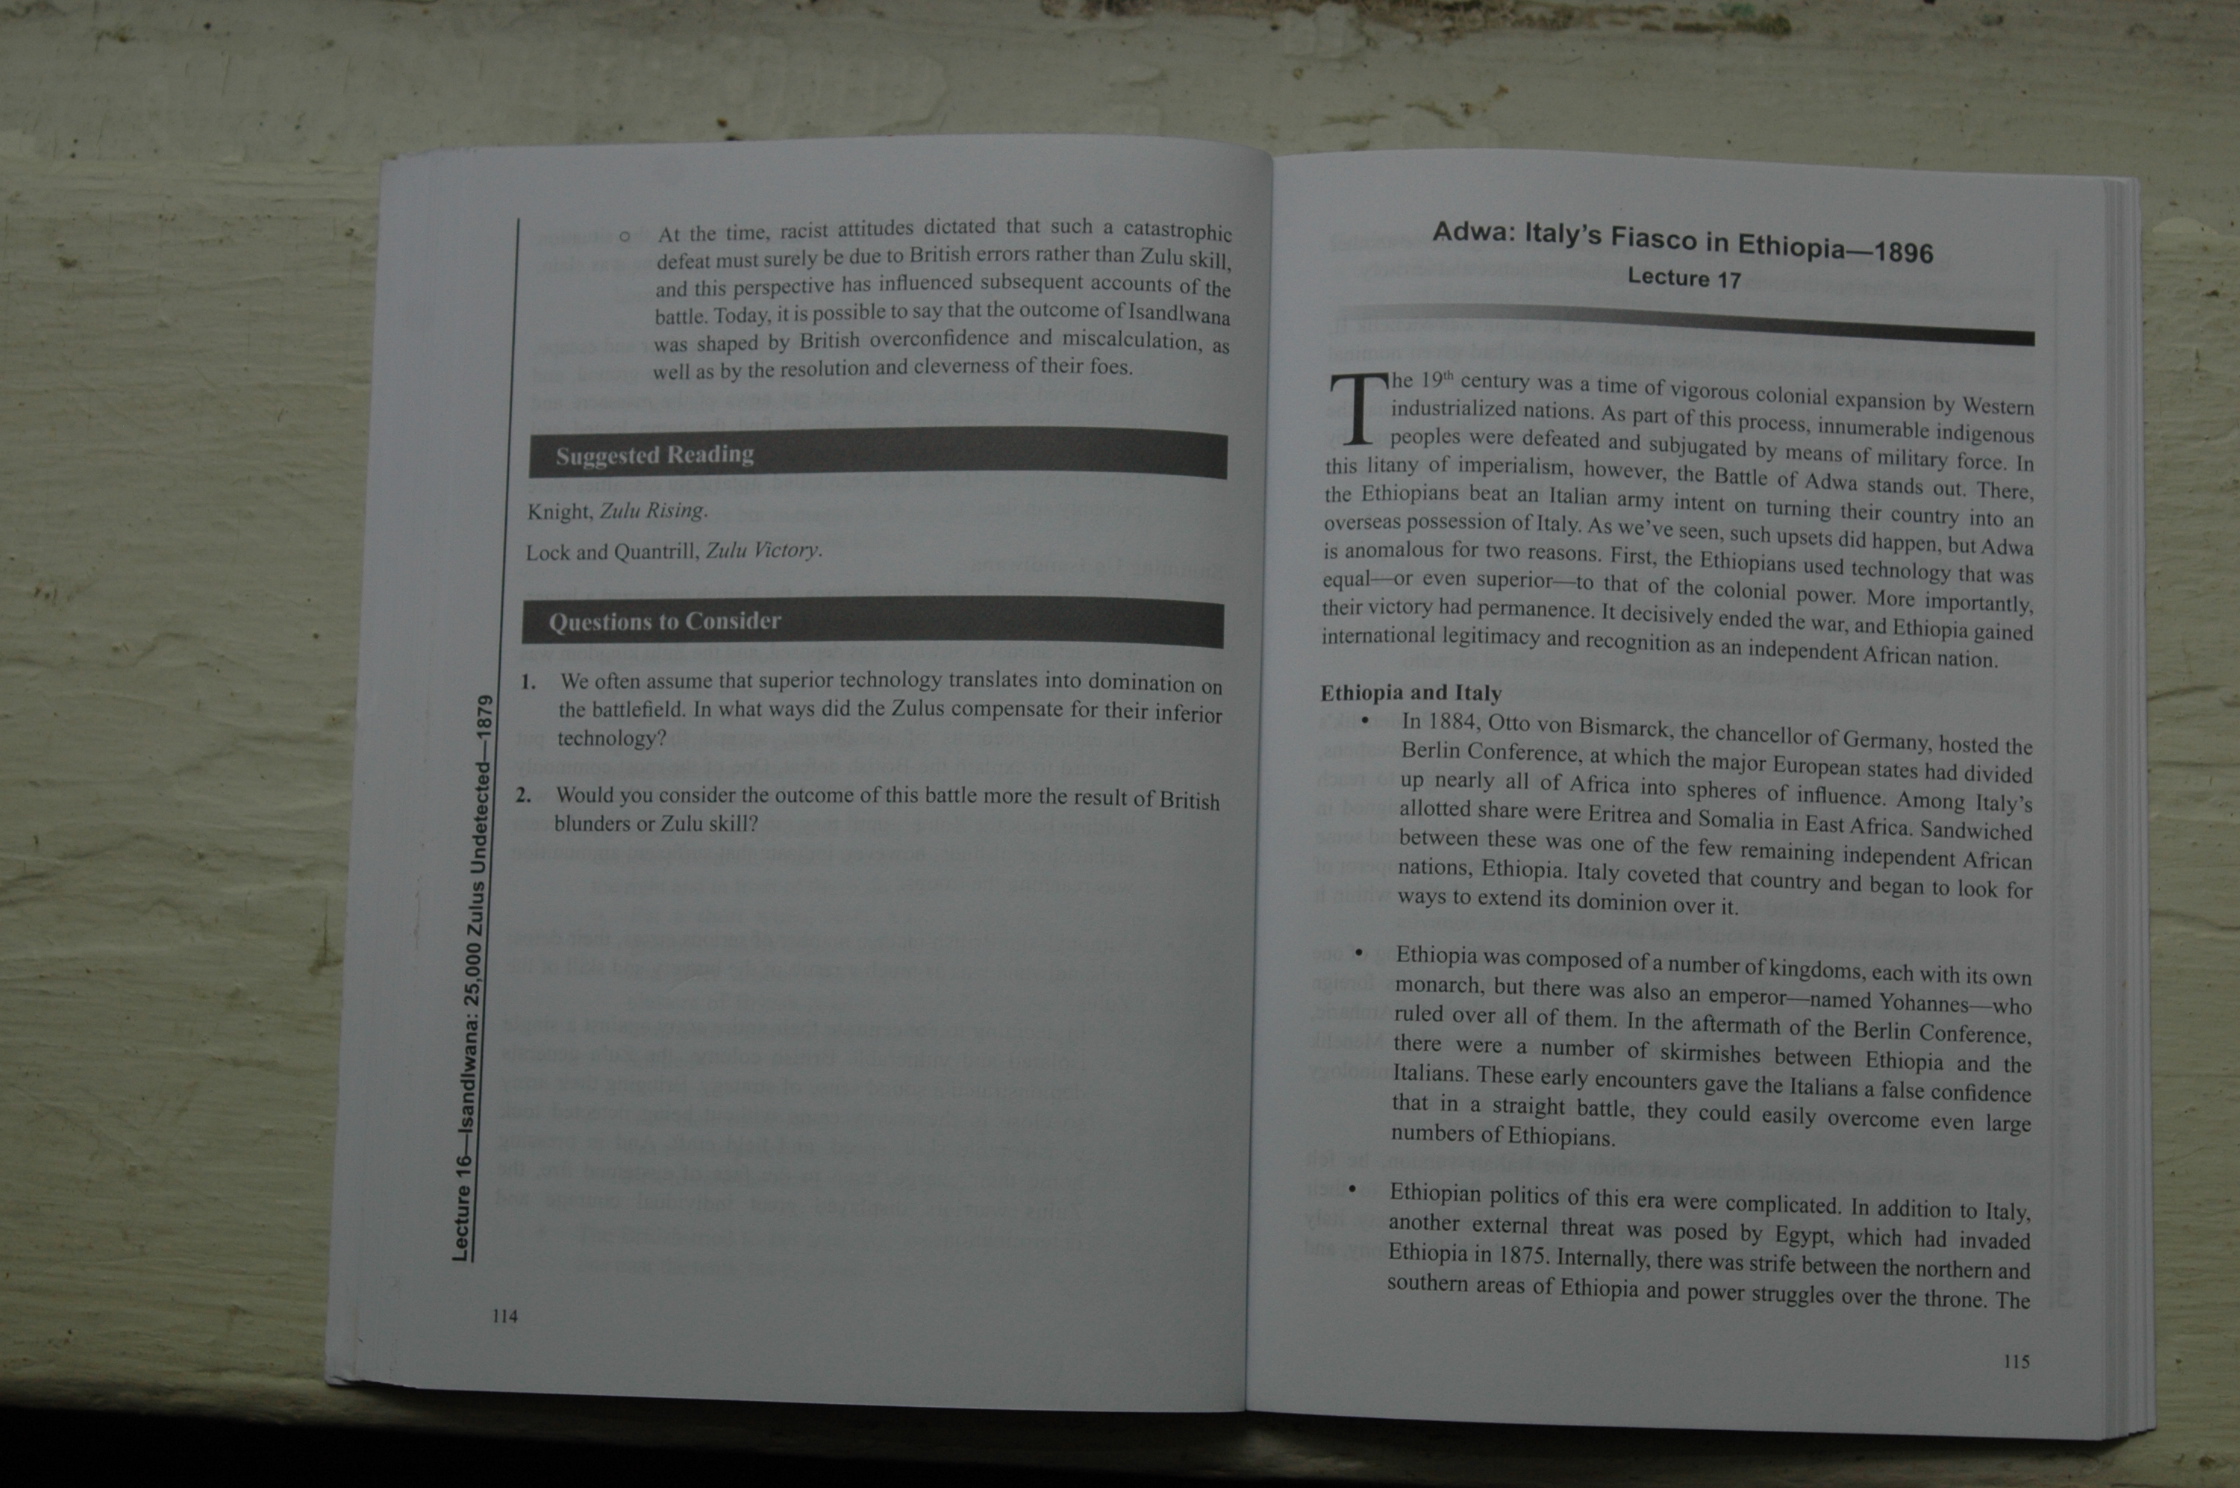 o At the time, racist attitudes dictated that such a catastrophic
defeat must surely be due to British errors rather than Zulu skill,
and this perspective has influenced subsequent accounts of the
battle. Today, it is possible to say that the outcome of Isandlwana
was shaped by British overconfidence and miscalculation, as
well as by the resolution and cleverness of their foes.
Suggested Reading
Knight, Zulu Rising.
Lock and Quantrill, Zulu Victory.
Questions to Consider
1. We often assume that superior technology translates into domination on
the battlefield. In what ways did the Zulus compensate for their inferior
technology?
2. Would you consider the outcome of this battle more the result of British
blunders or Zulu skill?
Lecture 16—Isandlwana: 25,000 Zulus Undetected—1879
114
Adwa: Italy's Fiasco in Ethiopia—1896
Lecture 17
The 19th century was a time of vigorous colonial expansion by Western
industrialized nations. As part of this process, innumerable indigenous
peoples were defeated and subjugated by means of military force. In
this litany of imperialism, however, the Battle of Adwa stands out. There,
the Ethiopians beat an Italian army intent on turning their country into an
overseas possession of Italy. As we've seen, such upsets did happen, but Adwa
is anomalous for two reasons. First, the Ethiopians used technology that was
equal—or even superior—to that of the colonial power. More importantly,
their victory had permanence. It decisively ended the war, and Ethiopia gained
international legitimacy and recognition as an independent African nation.
Ethiopia and Italy
• In 1884, Otto von Bismarck, the chancellor of Germany, hosted the
Berlin Conference, at which the major European states had divided
up nearly all of Africa into spheres of influence. Among Italy's
allotted share were Eritrea and Somalia in East Africa. Sandwiched
between these was one of the few remaining independent African
nations, Ethiopia. Italy coveted that country and began to look for
ways to extend its dominion over it.
• Ethiopia was composed of a number of kingdoms, each with its own
monarch, but there was also an emperor—named Yohannes—who
ruled over all of them. In the aftermath of the Berlin Conference,
there were a number of skirmishes between Ethiopia and the
Italians. These early encounters gave the Italians a false confidence
that in a straight battle, they could easily overcome even large
numbers of Ethiopians.
• Ethiopian politics of this era were complicated. In addition to Italy,
another external threat was posed by Egypt, which had invaded
Ethiopia in 1875. Internally, there was strife between the northern and
southern areas of Ethiopia and power struggles over the throne. The
115